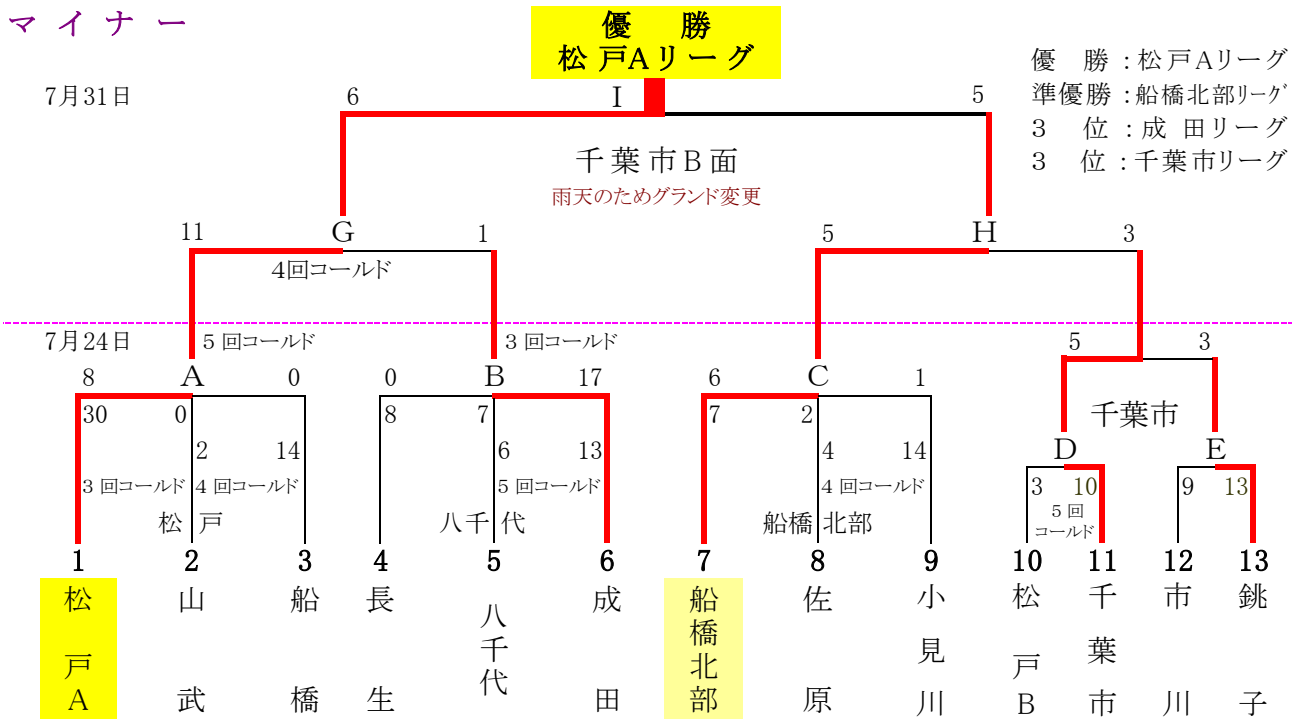 マイナー
優　勝
松戸Aリーグ
優　勝：松戸Aリーグ
準優勝：船橋北部リーグ
3　位：成田リーグ
3　位：千葉市リーグ
7月31日
6 I 5
千葉市B面
雨天のためグランド変更
11 G 1 5 H 3
4回コールド
7月24日 5回コールド 3回コールド 5 3
8 A 0 0 B 17 6 C 1
30 0 8 7 7 2 千葉市
2 14 6 13 4 14 D E
3回コールド 4回コールド 5回コールド 4回コールド 3 10 9 13
5回
コールド
松戸 八千代 船橋北部
1 2 3 4 5 6 7 8 9 10 11 12 13
松戸A
山武
船橋
長生
八千代
成田
船橋北部
佐原
小見川
松戸B
千葉市
市川
銚子